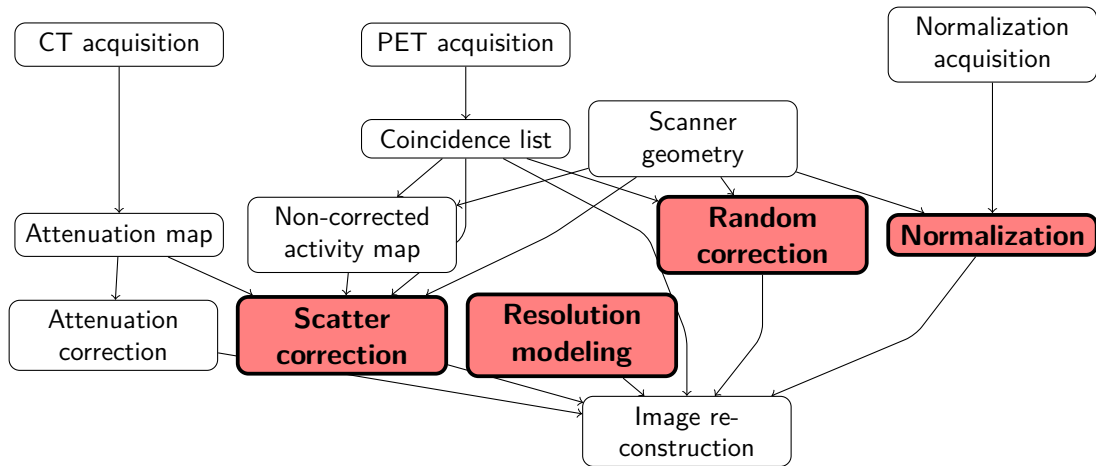 CT acquisition
PET acquisition
Normalization
acquisition
Coincidence list
Scanner
geometry
Attenuation map
Non-corrected
activity map
Random
correction
Normalization
Attenuation
correction
Scatter
correction
Resolution
modeling
Image re-
construction